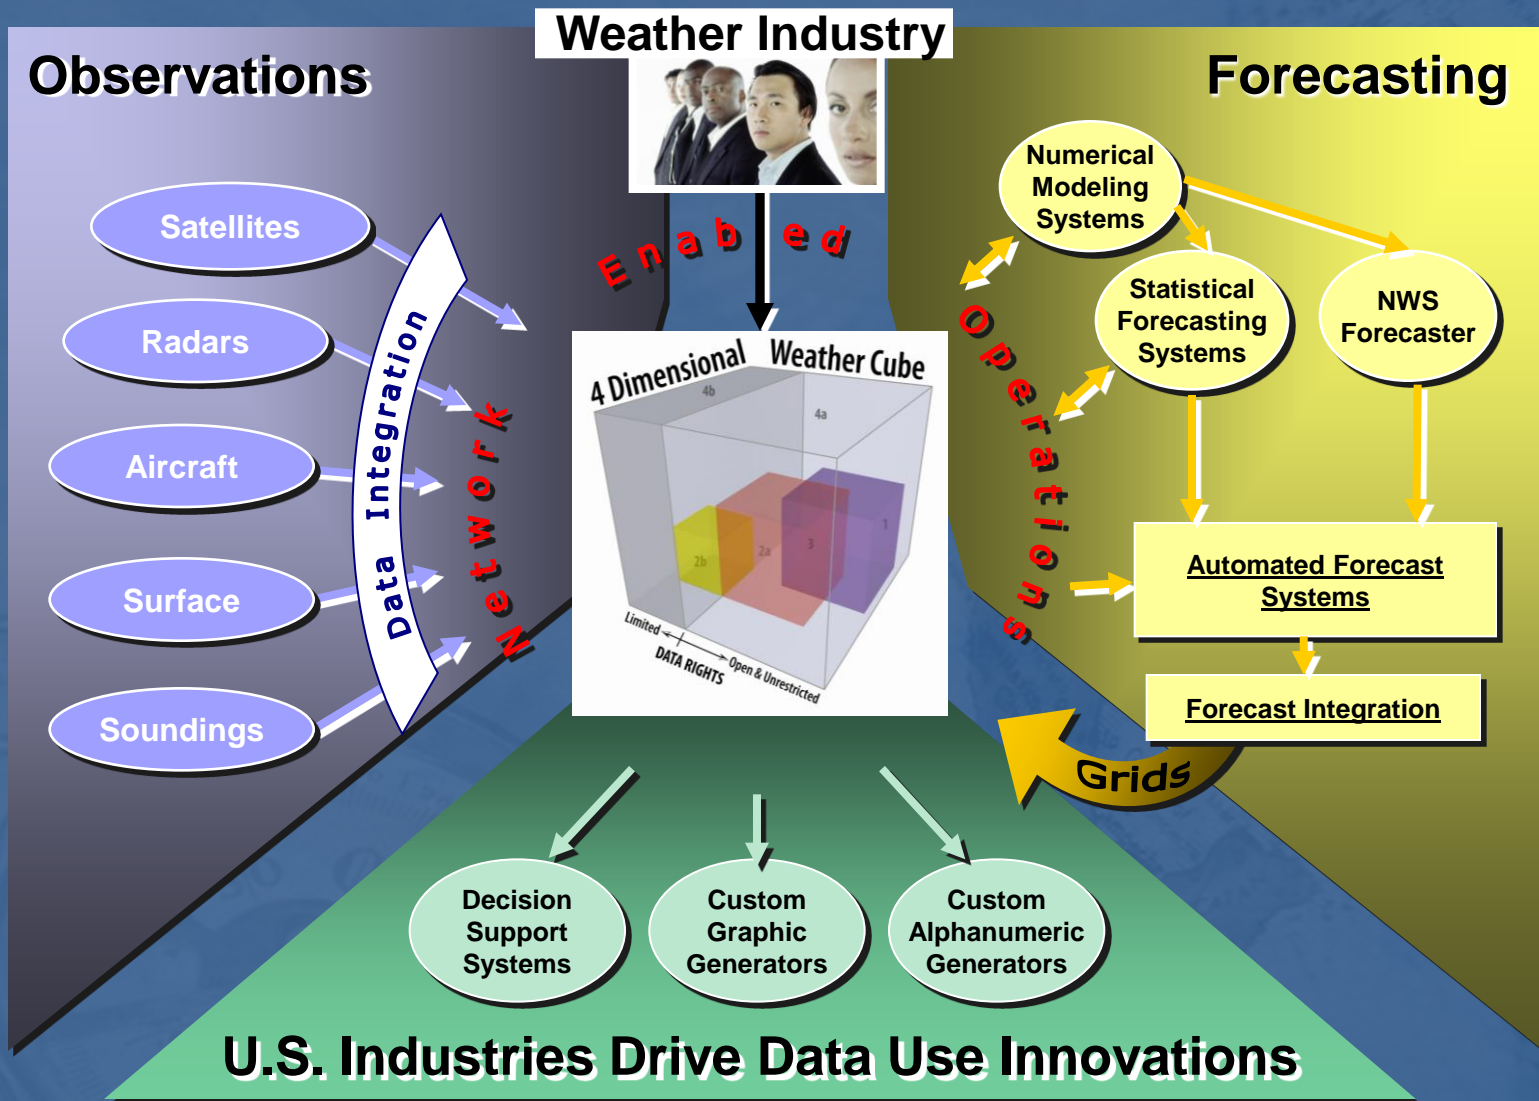 Weather Industry
Observations
Forecasting
Satellites
Radars
Aircraft
Surface
Soundings
Data Integration
Network
Enab ed
Operations
4 Dimensional
Weather Cube
4b
4a
1
2a
3
2b
Limited
DATA RIGHTS
Open & Unrestricted
Numerical
Modeling
Systems
Statistical
Forecasting
Systems
NWS
Forecaster
Automated Forecast
Systems
Forecast Integration
Grids
Decision
Support
Systems
Custom
Graphic
Generators
Custom
Alphanumeric
Generators
U.S. Industries Drive Data Use Innovations